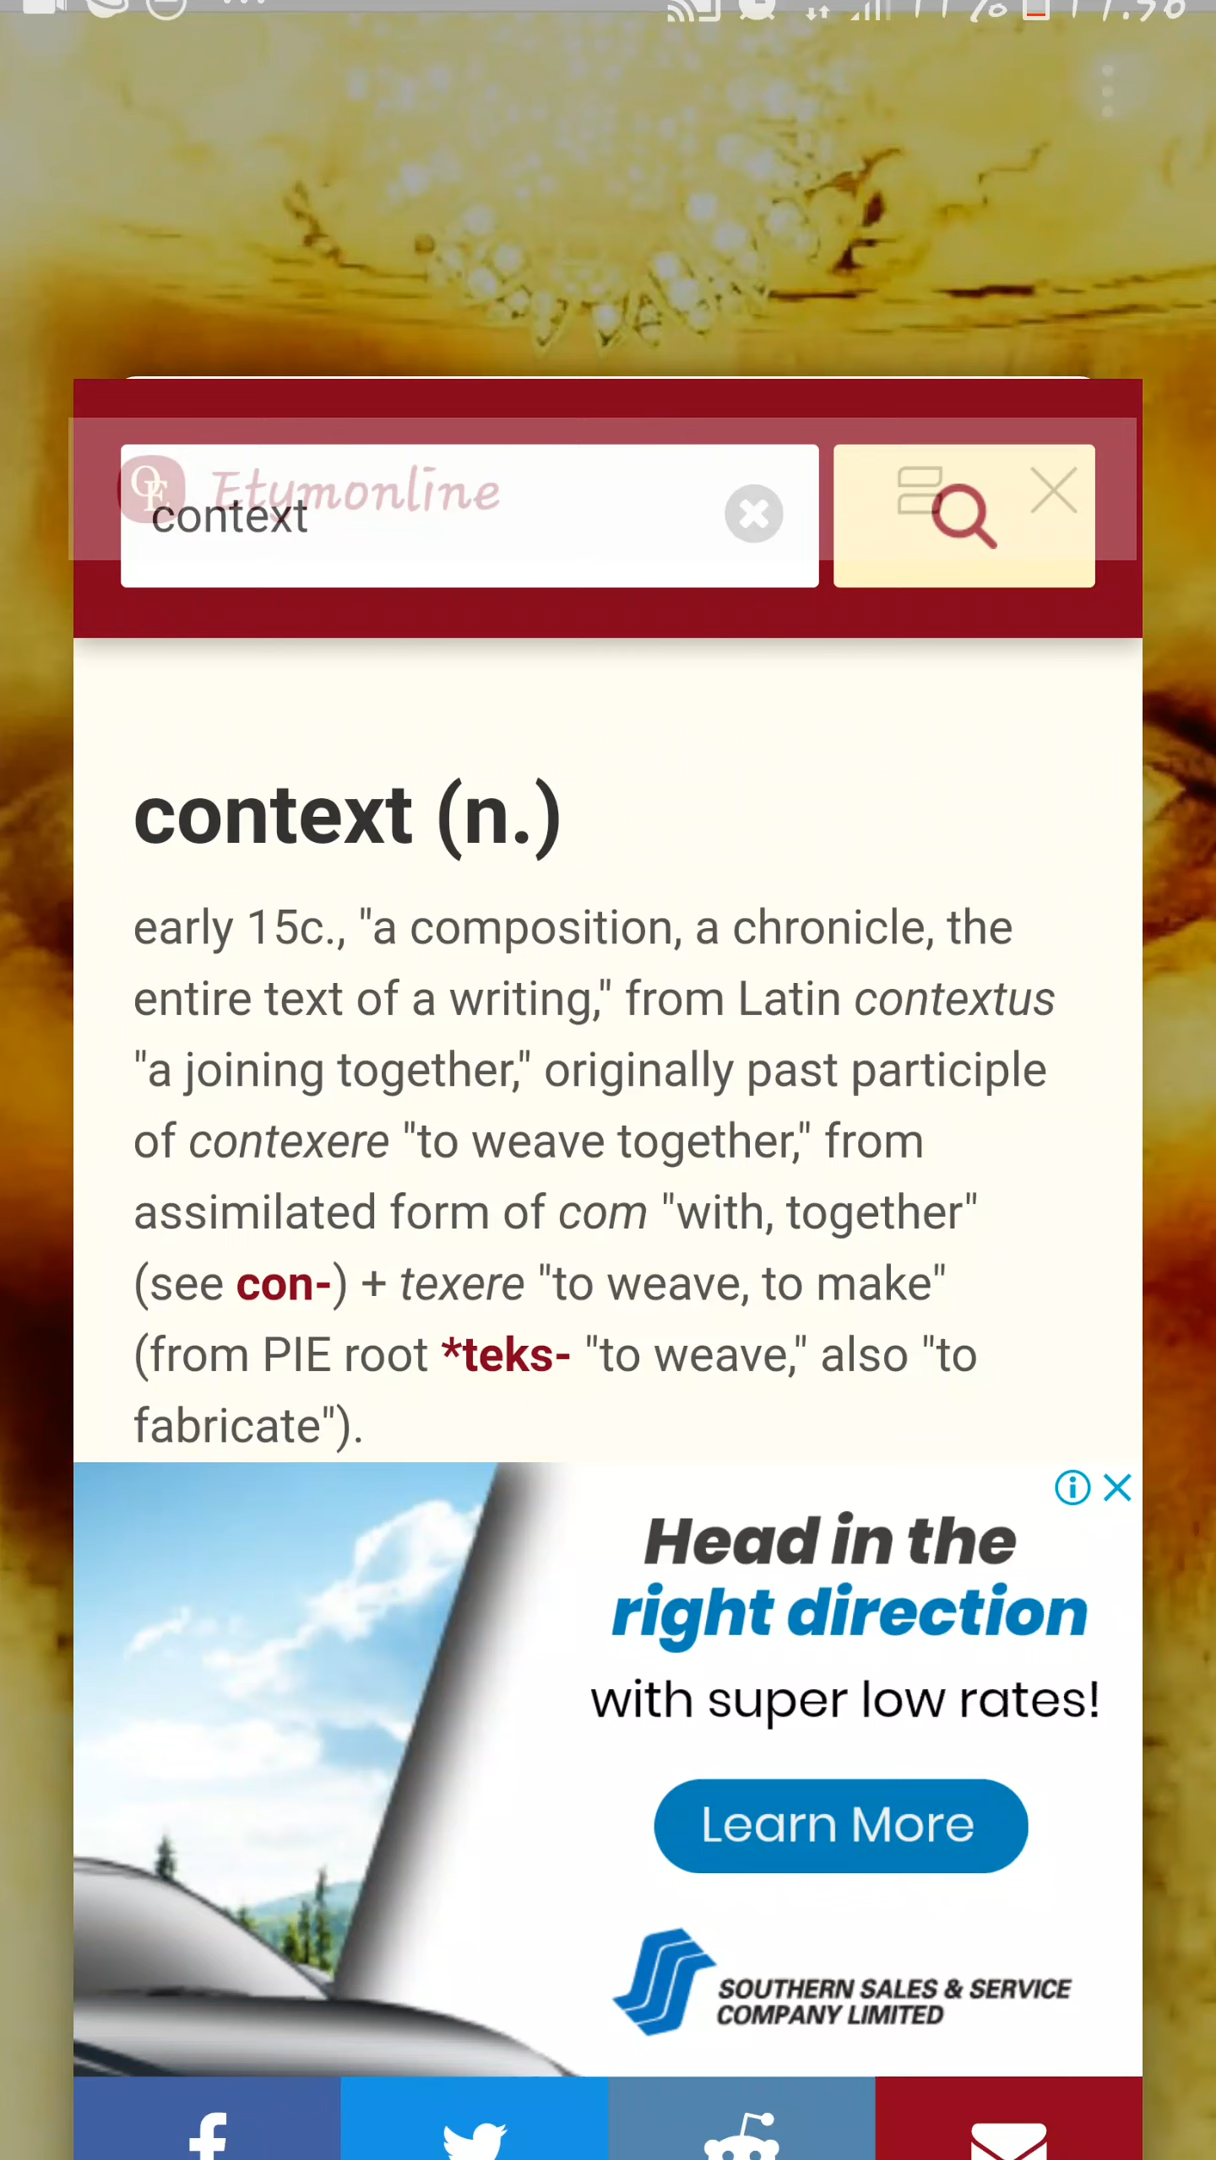 Etymonline
context
context (n.)
early 15c., "a composition, a chronicle, the
entire text of a writing," from Latin contextus
"a joining together," originally past participle
of contexere "to weave together," from
assimilated form of com "with, together"
(see con-) + texere "to weave, to make"
(from PIE root *teks- "to weave," also "to
fabricate").
Head in the
right direction
with super low rates!
Learn More
SOUTHERN SALES & SERVICE
COMPANY LIMITED